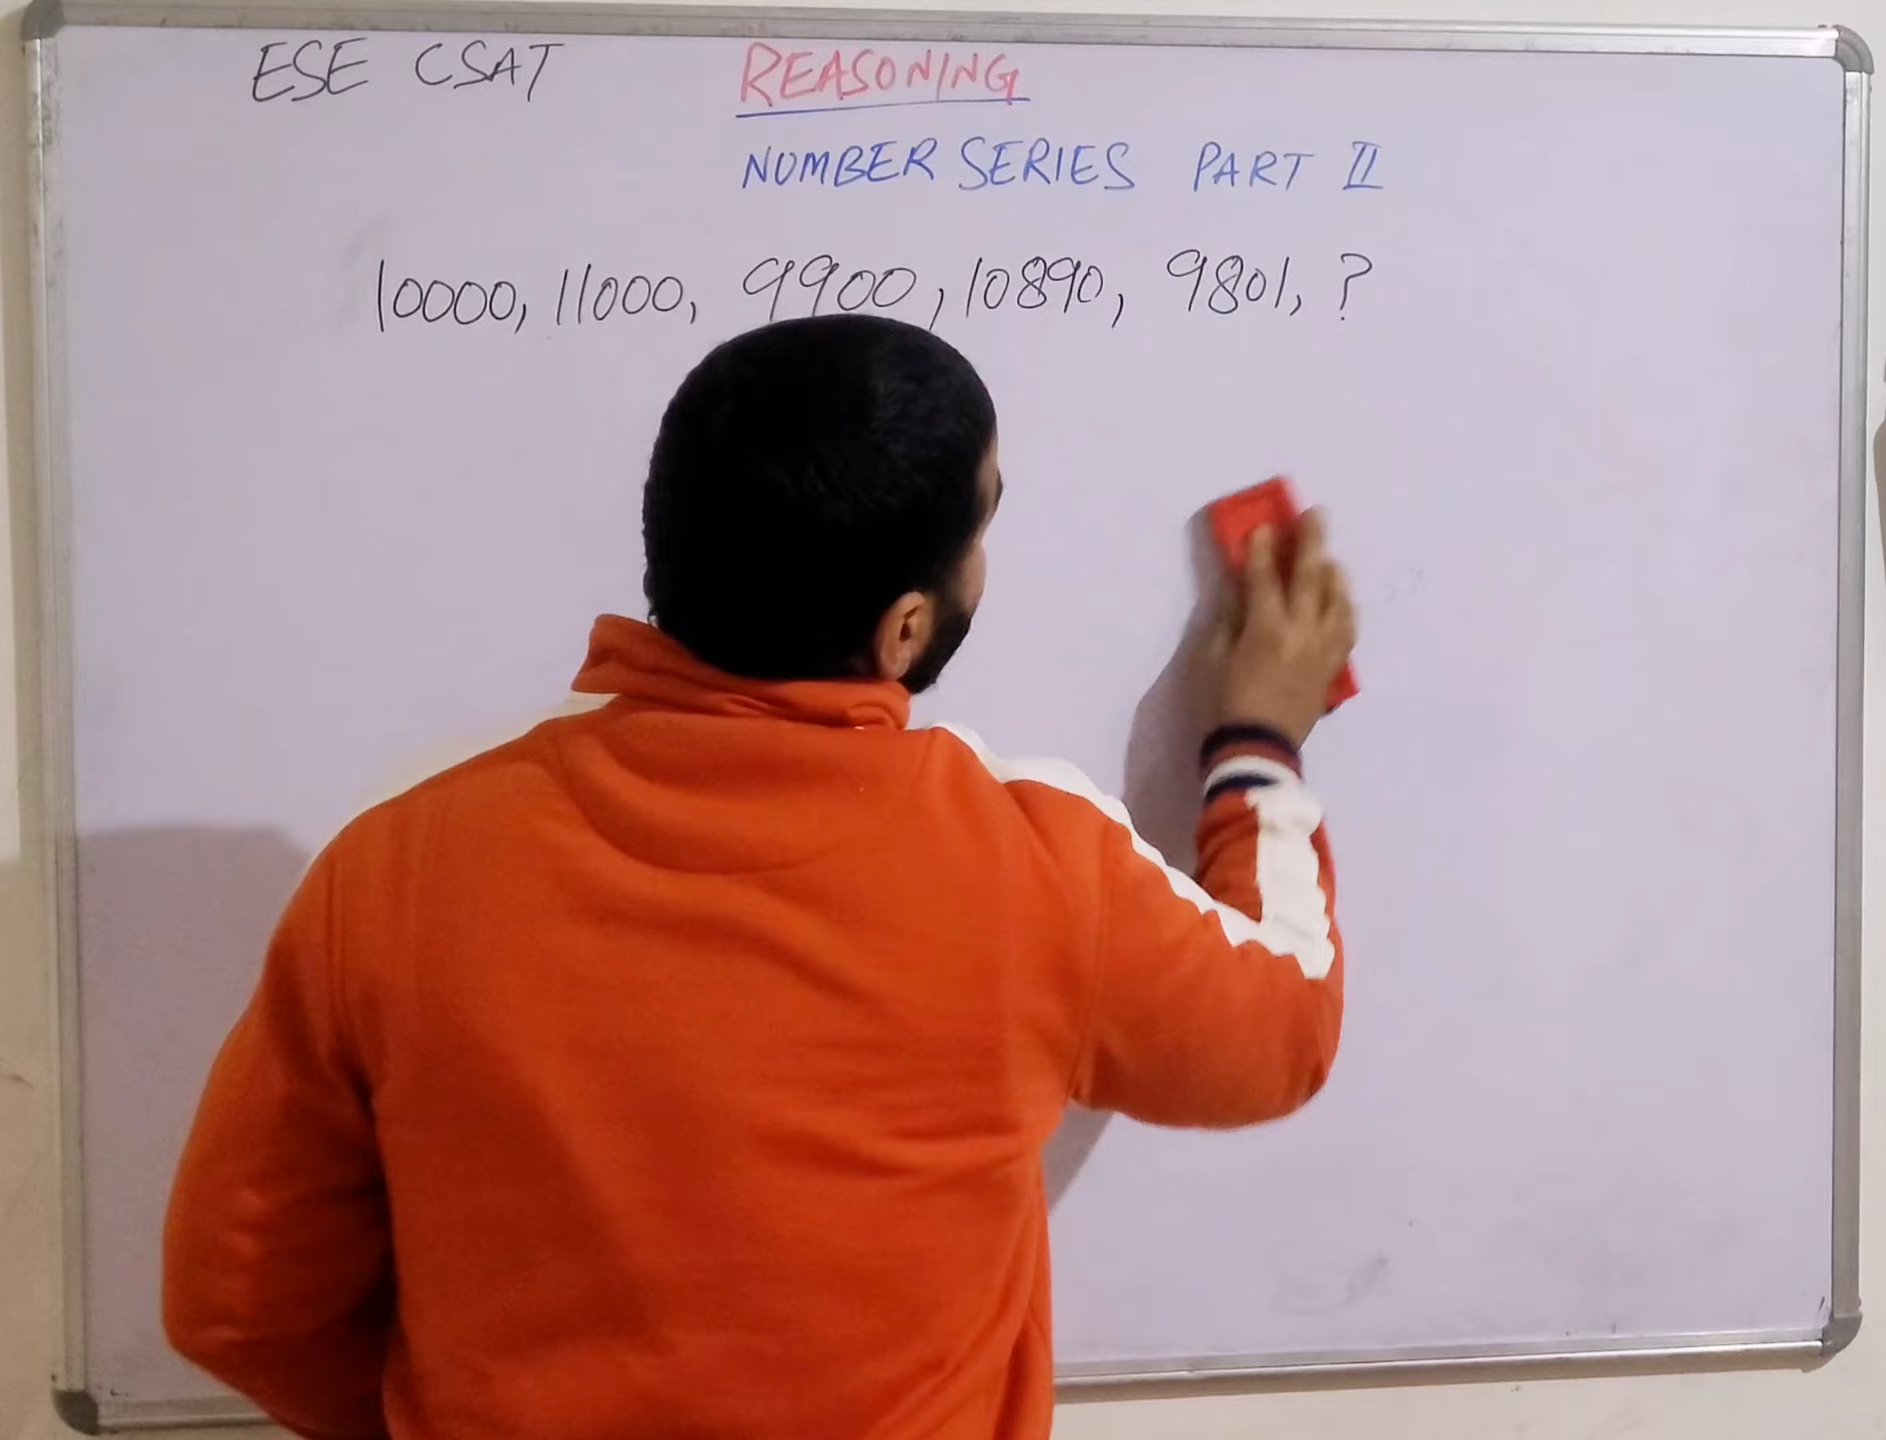 ESE CSAT REASONING
NUMBER SERIES PART II
10000, 11000, 9900, 10890, 9801, ?